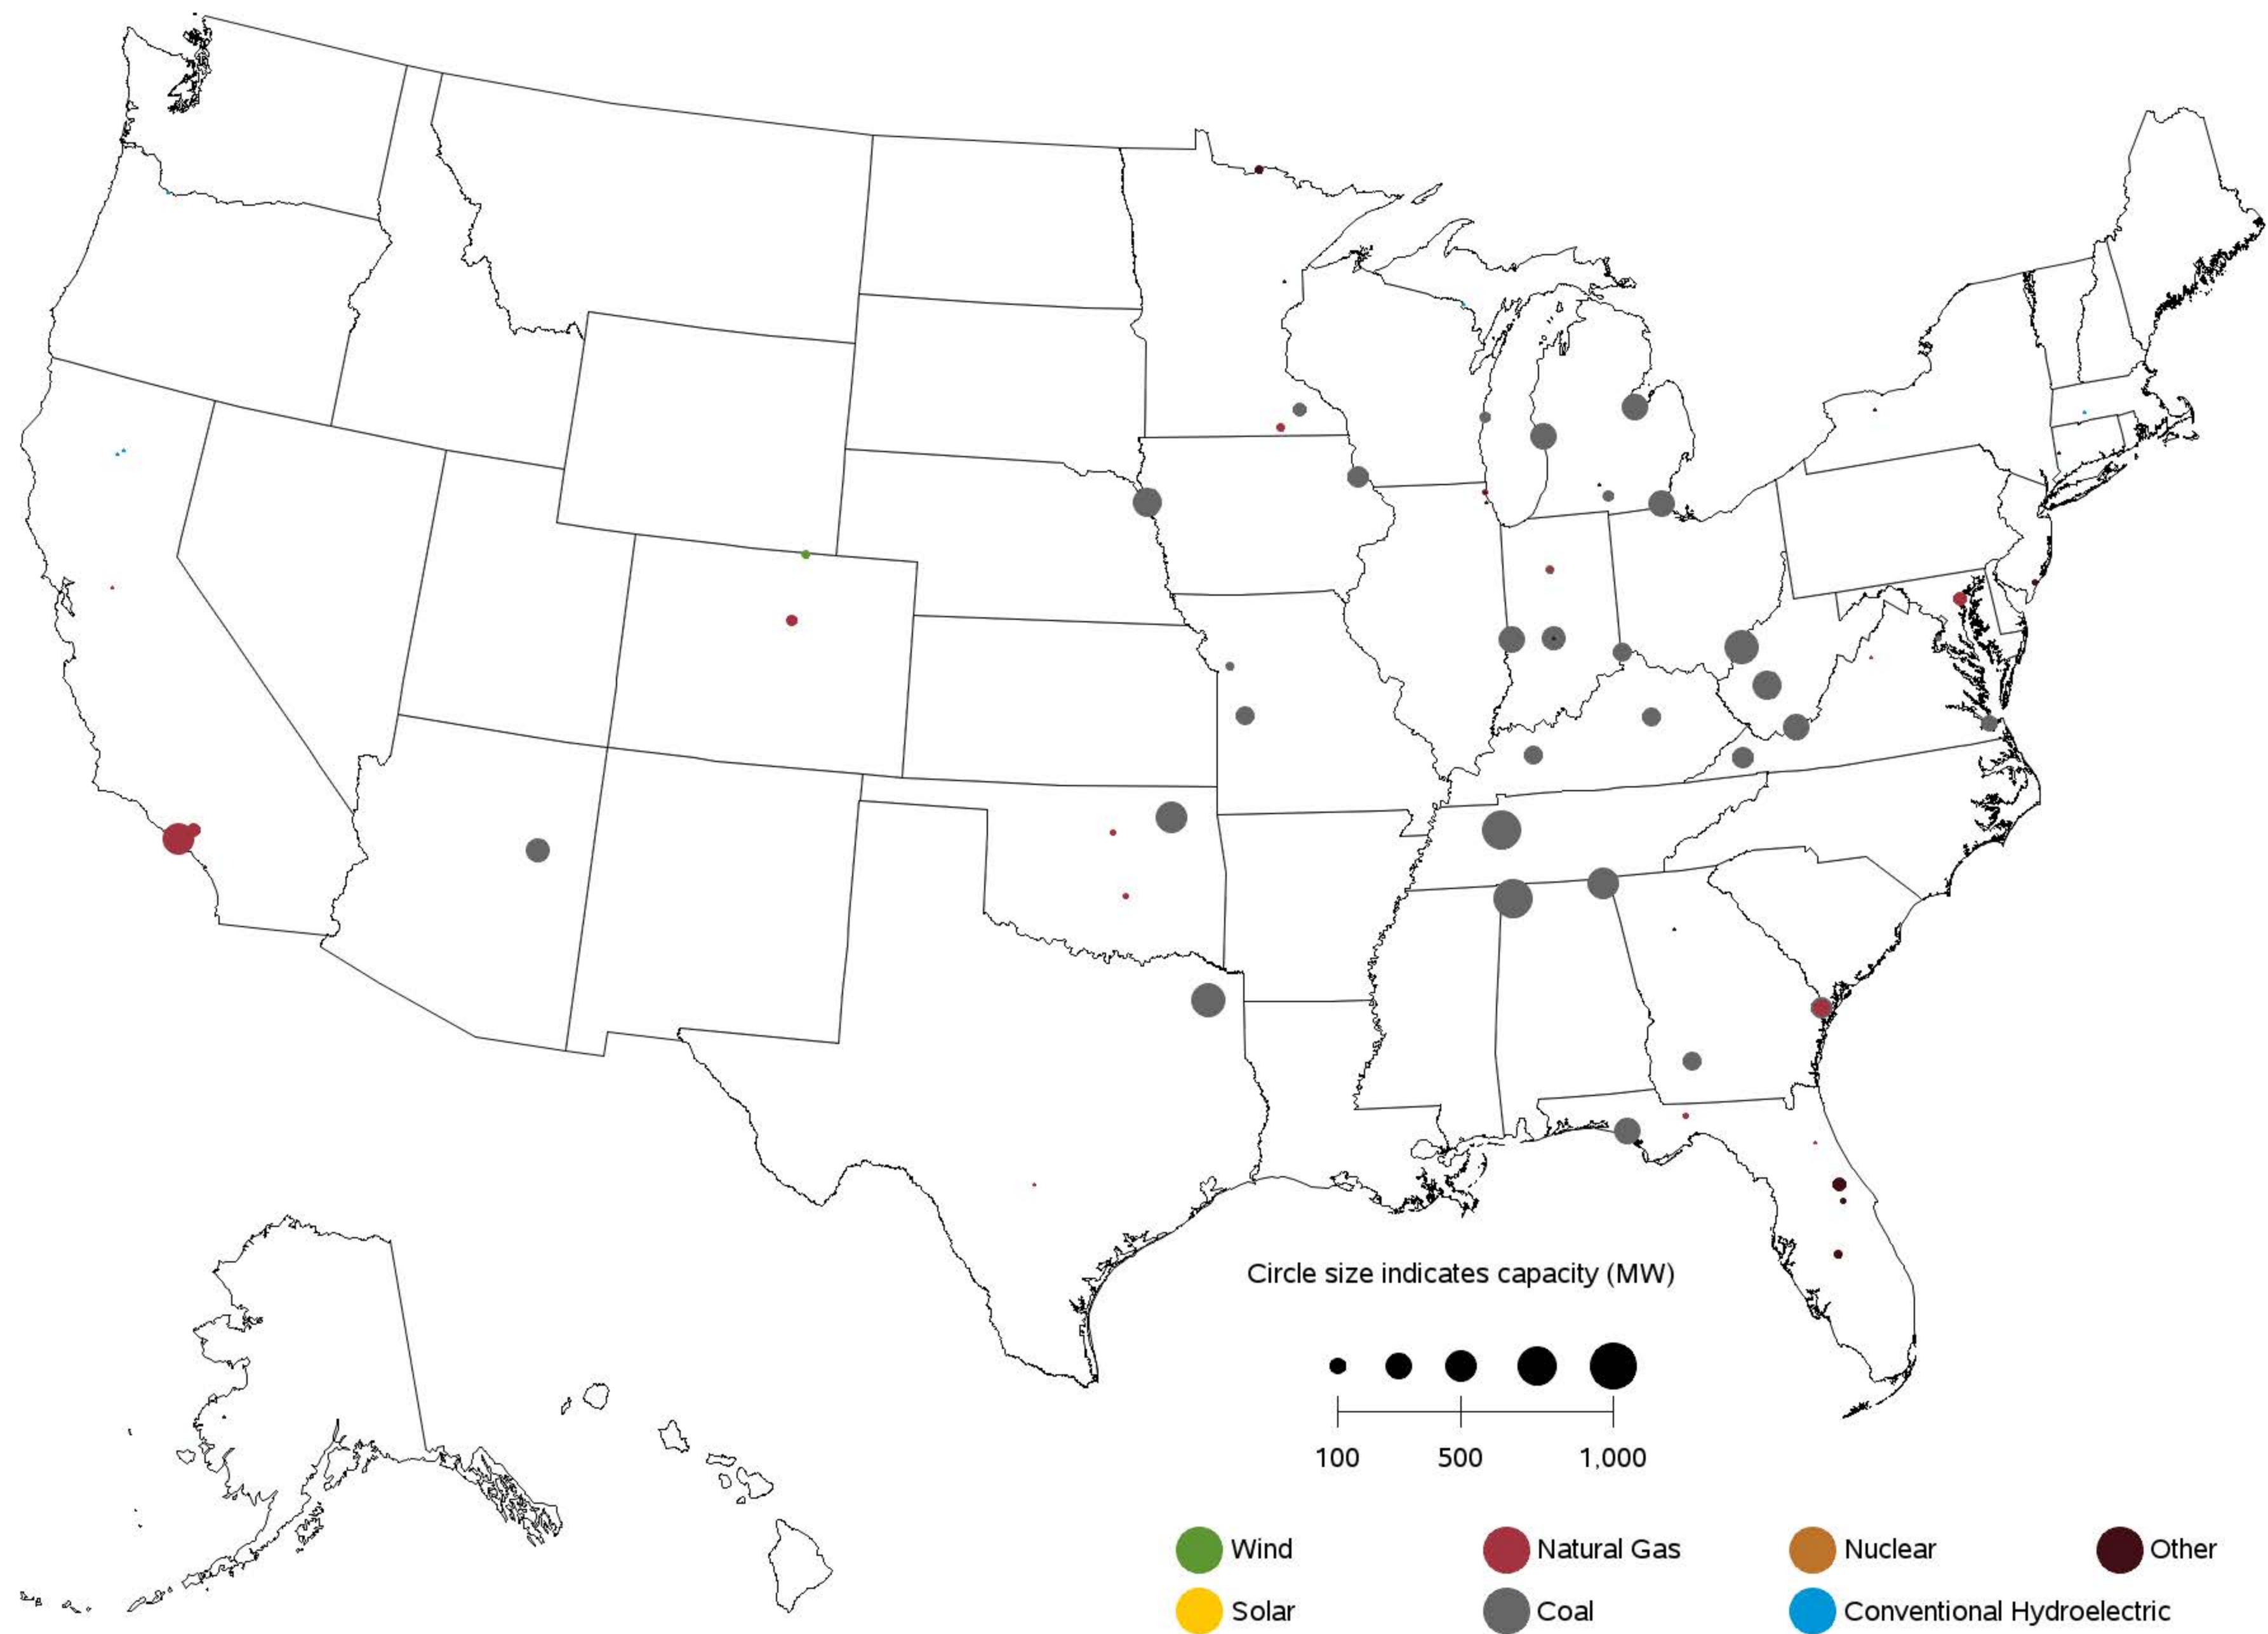 Circle size indicates capacity (MW)
100 500 1,000
Wind Natural Gas Nuclear Other
Solar Coal Conventional Hydroelectric